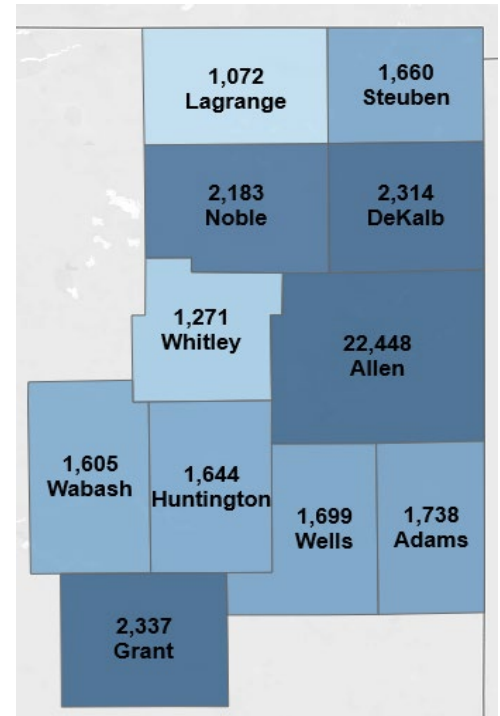 1,072
Lagrange
1,660
Steuben
2,183
Noble
2,314
DeKalb
1,271
Whitley
22,448
Allen
1,605
Wabash
1,644
Huntington
1,699
Wells
1,738
Adams
2,337
Grant